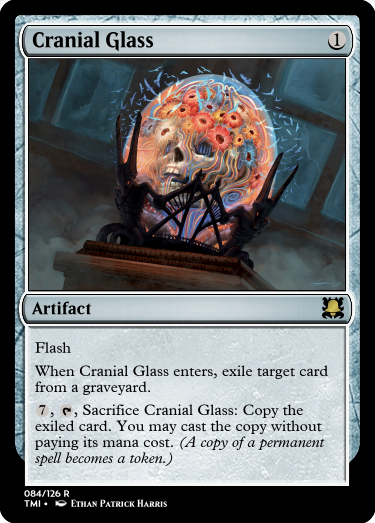 Cranial Glass 1
Artifact
Flash
When Cranial Glass enters, exile target card
from a graveyard.
7, , Sacrifice Cranial Glass: Copy the
exiled card. You may cast the copy without
paying its mana cost. (A copy of a permanent
spell becomes a token.)
084/126 R
TMI • Ethan Patrick Harris